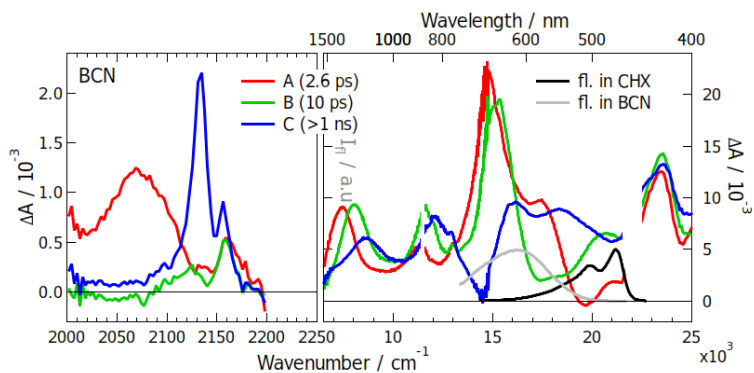 Wavelength / nm
1500 1000 800 600 500 400
BCN
A (2.6 ps)
B (10 ps)
C (>1 ns)
fl. in CHX
fl. in BCN
ΔA / 10⁻³
2.0
1.5
1.0
0.5
0.0
I_fl / a.u
20
15
10
5
0
ΔA / 10⁻³
2000 2050 2100 2150 2200 2250 10 15 20 25
x10³
Wavenumber / cm⁻¹